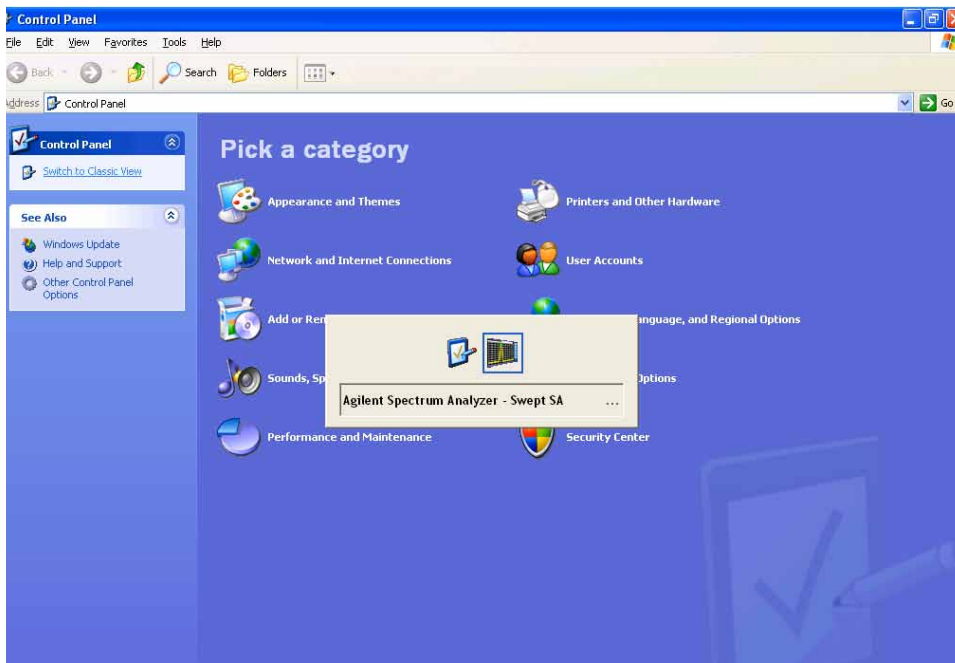 Control Panel
File Edit View Favorites Tools Help
Back Search Folders
Address Control Panel Go
Control Panel
Switch to Classic View
See Also
Windows Update
Help and Support
Other Control Panel
Options
Pick a category
Appearance and Themes
Printers and Other Hardware
Network and Internet Connections
User Accounts
Add or Rem
anguage, and Regional Options
Sounds, Sp
Options
Performance and Maintenance
Security Center
Agilent Spectrum Analyzer - Swept SA ...